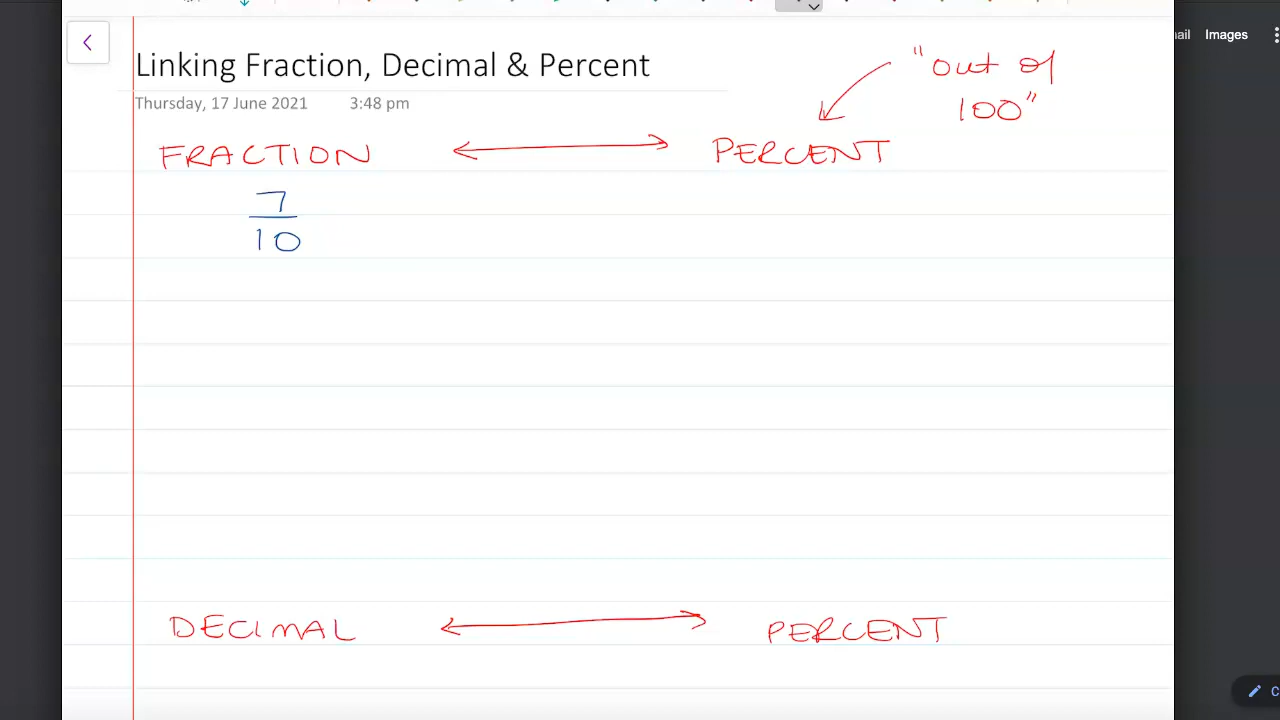 ail Images
Linking Fraction, Decimal & Percent
Thursday, 17 June 2021 3:48 pm
"out of
100"
FRACTION PERCENT
7
10
DECIMAL PERCENT
C